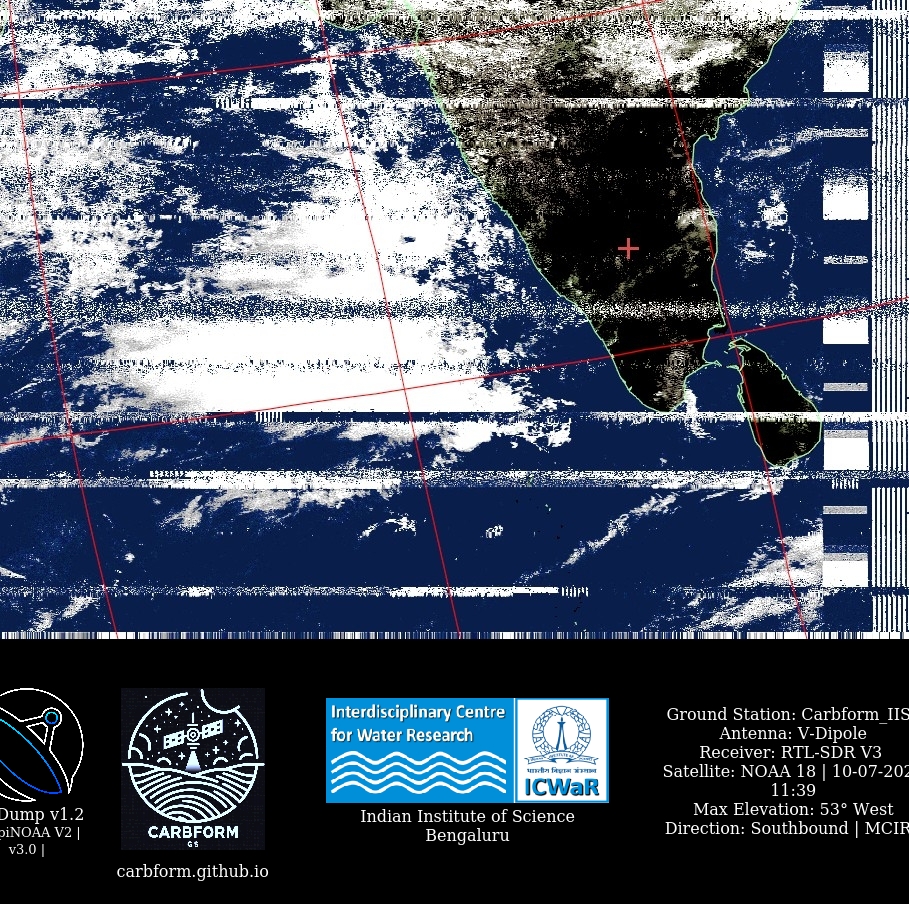 Dump v1.2
piNOAA V2 |
v3.0 |
CARBFORM
GS
carbform.github.io
Interdisciplinary Centre
for Water Research
भारतीय विज्ञान संस्थान
ICWaR
Indian Institute of Science
Bengaluru
Ground Station: Carbform_IIS
Antenna: V-Dipole
Receiver: RTL-SDR V3
Satellite: NOAA 18 | 10-07-202
11:39
Max Elevation: 53° West
Direction: Southbound | MCIR